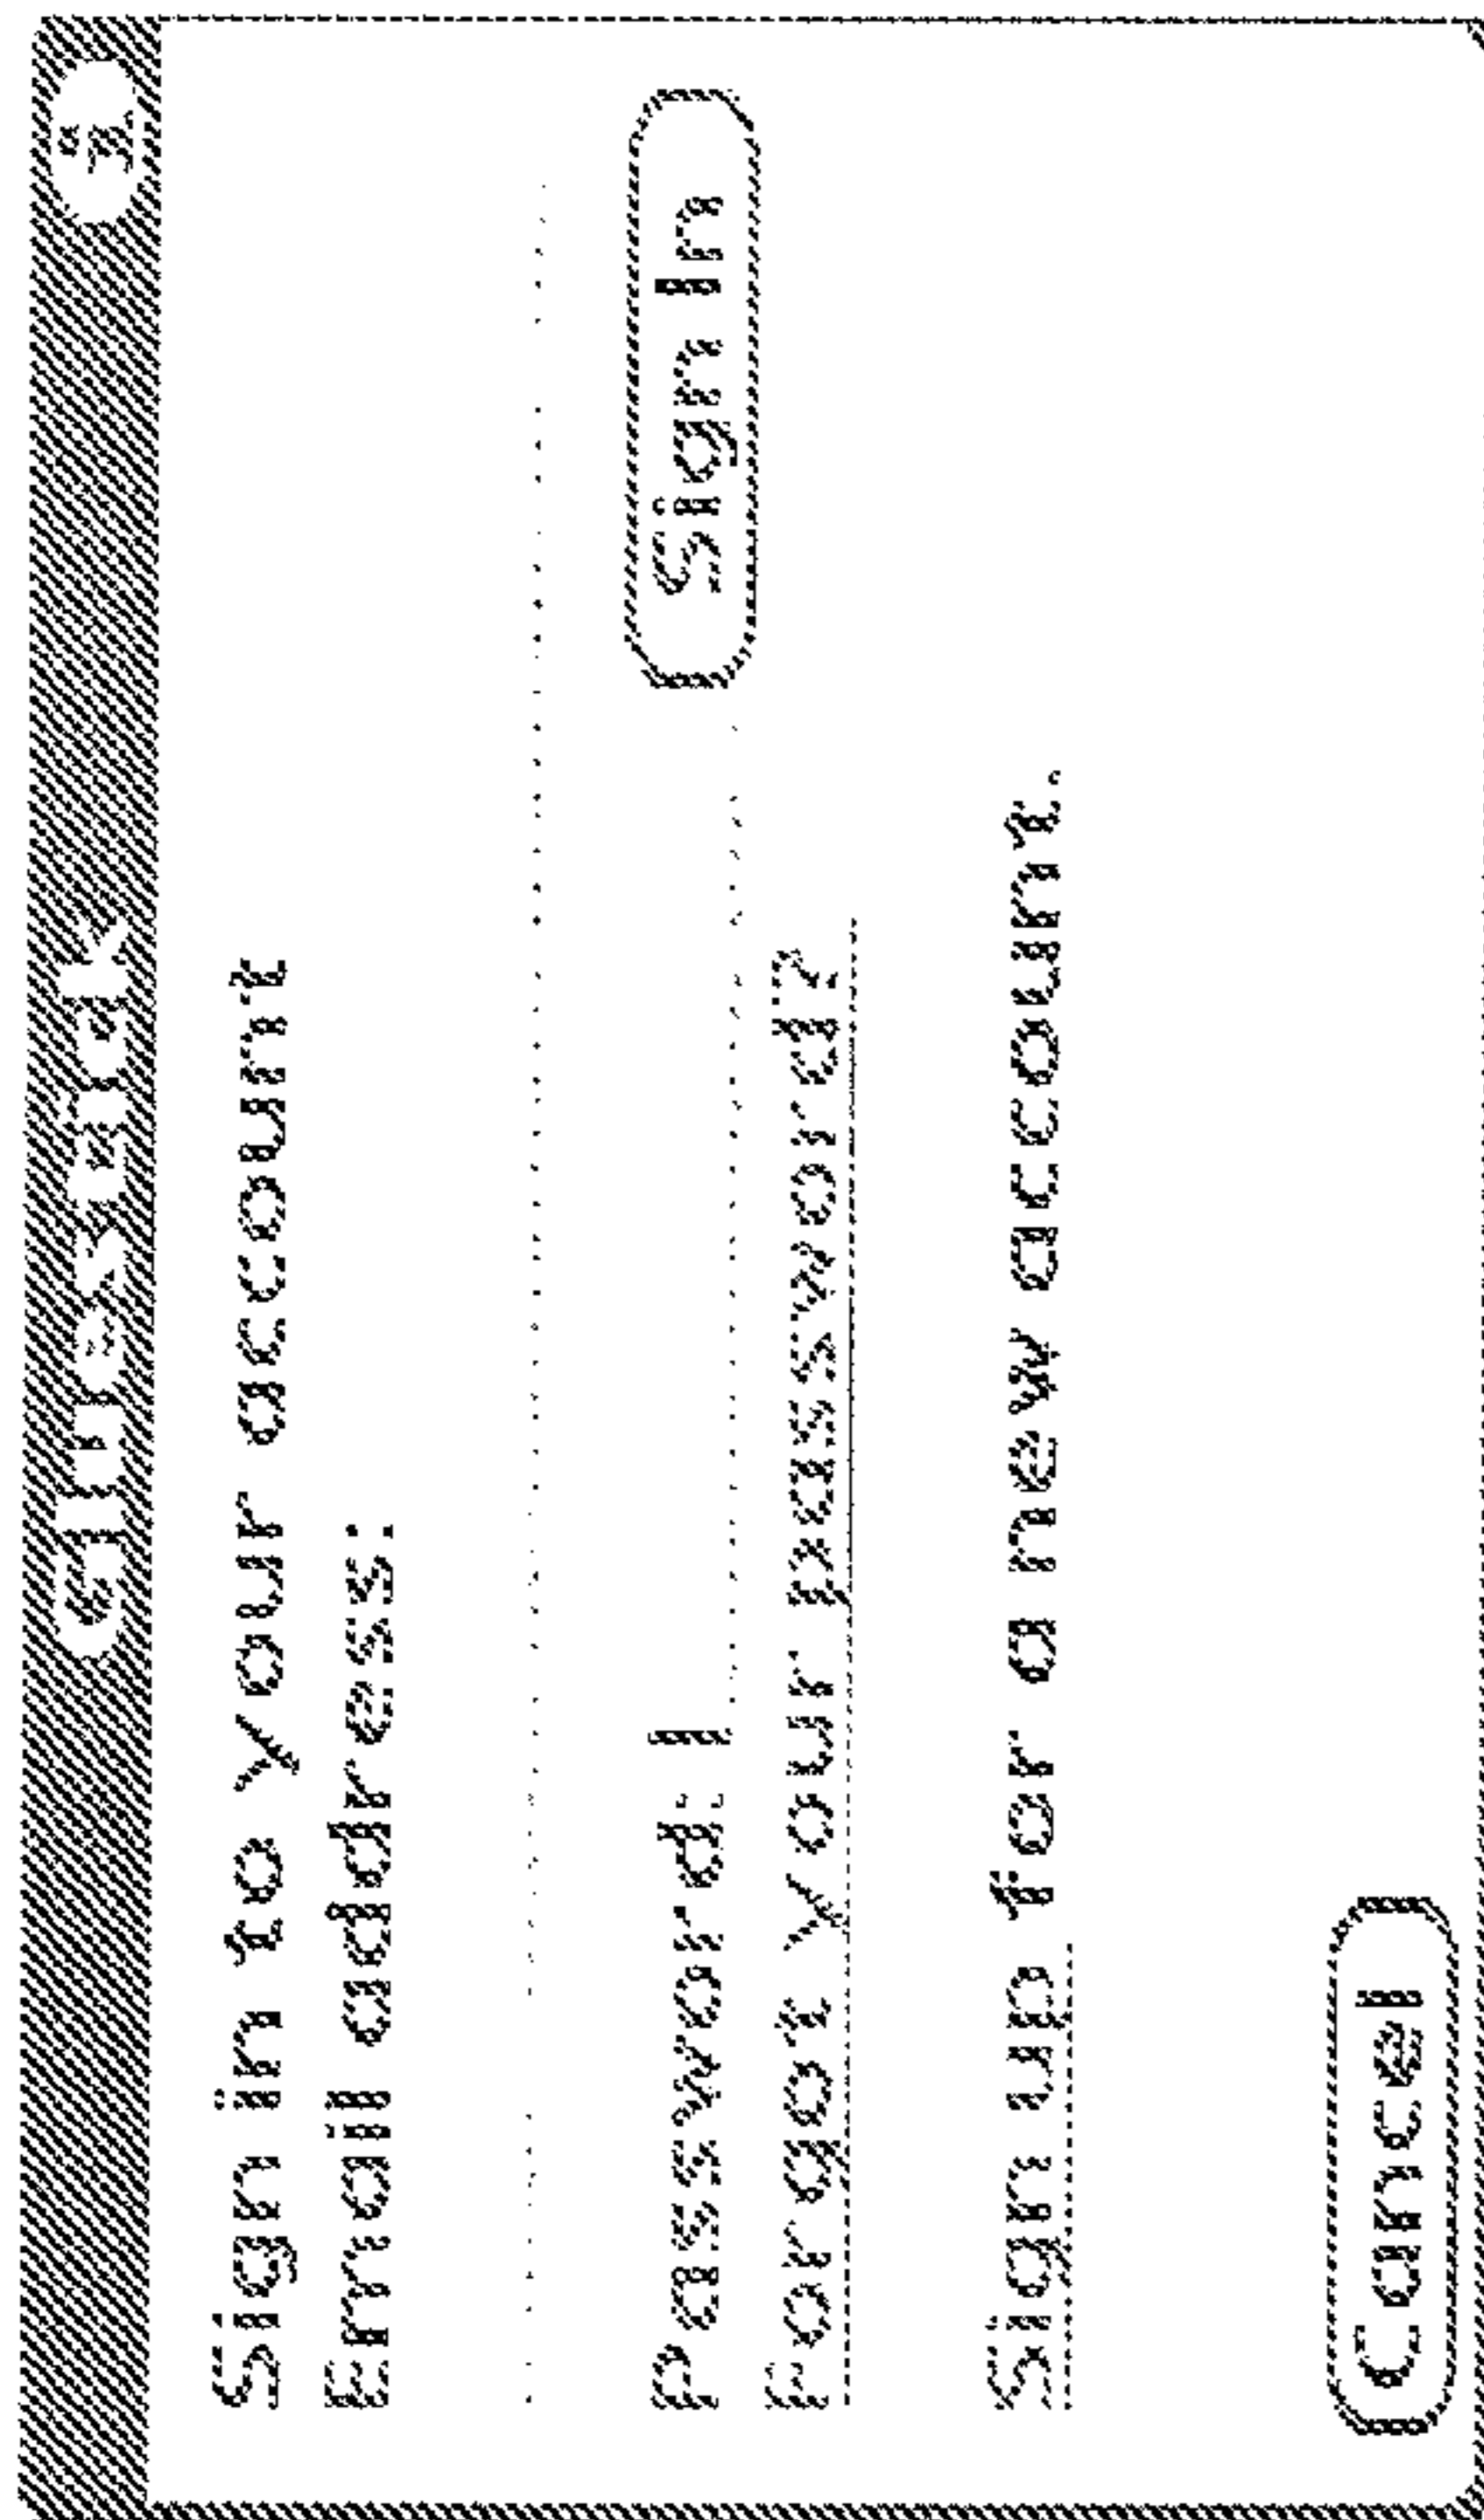 Gluestick
Sign in to your account
Email address:
Password: Sign In
Forgot your password?
Sign up for a new account.
Cancel